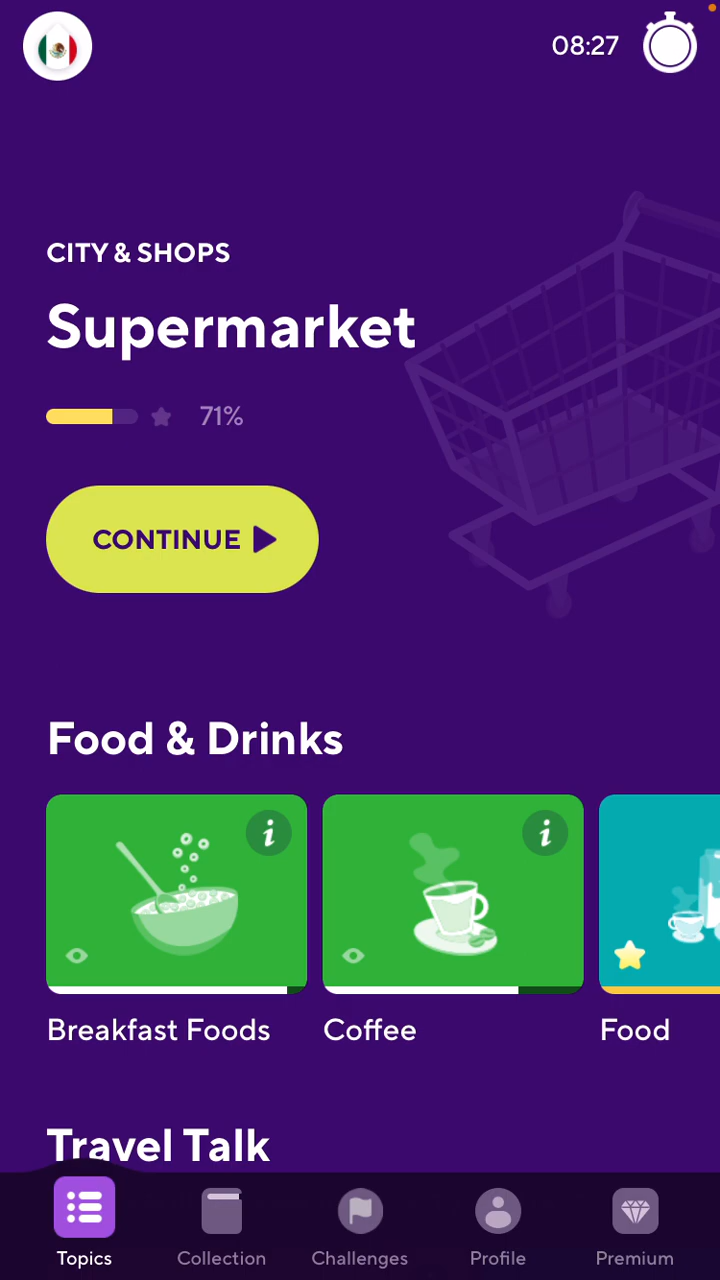 08:27
CITY & SHOPS
Supermarket
71%
CONTINUE
Food & Drinks
i
i
Breakfast Foods
Coffee
Food
Travel Talk
Topics
Collection
Challenges
Profile
Premium